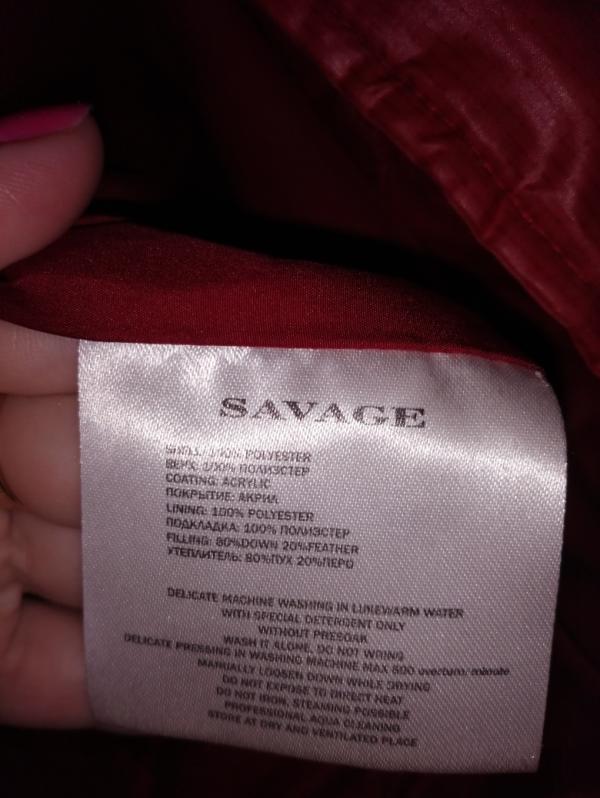 SAVAGE
SHELL: 100% POLYESTER
ВЕРХ: 100% ПОЛИЭСТЕР
COATING: ACRYLIC
ПОКРЫТИЕ: АКРИЛ
LINING: 100% POLYESTER
ПОДКЛАДКА: 100% ПОЛИЭСТЕР
FILLING: 80%DOWN 20%FEATHER
УТЕПЛИТЕЛЬ: 80%ПУХ 20%ПЕРО
DELICATE MACHINE WASHING IN LUKEWARM WATER
WITH SPECIAL DETERGENT ONLY
WITHOUT PRESOAK
WASH IT ALONE, DO NOT WRING
DELICATE PRESSING IN WASHING MACHINE MAX 600 overturn/minute
MANUALLY LOOSEN DOWN WHILE DRYING
DO NOT EXPOSE TO DIRECT HEAT
DO NOT IRON, STEAMING POSSIBLE
PROFESSIONAL AQUA CLEANING
STORE AT DRY AND VENTILATED PLACE